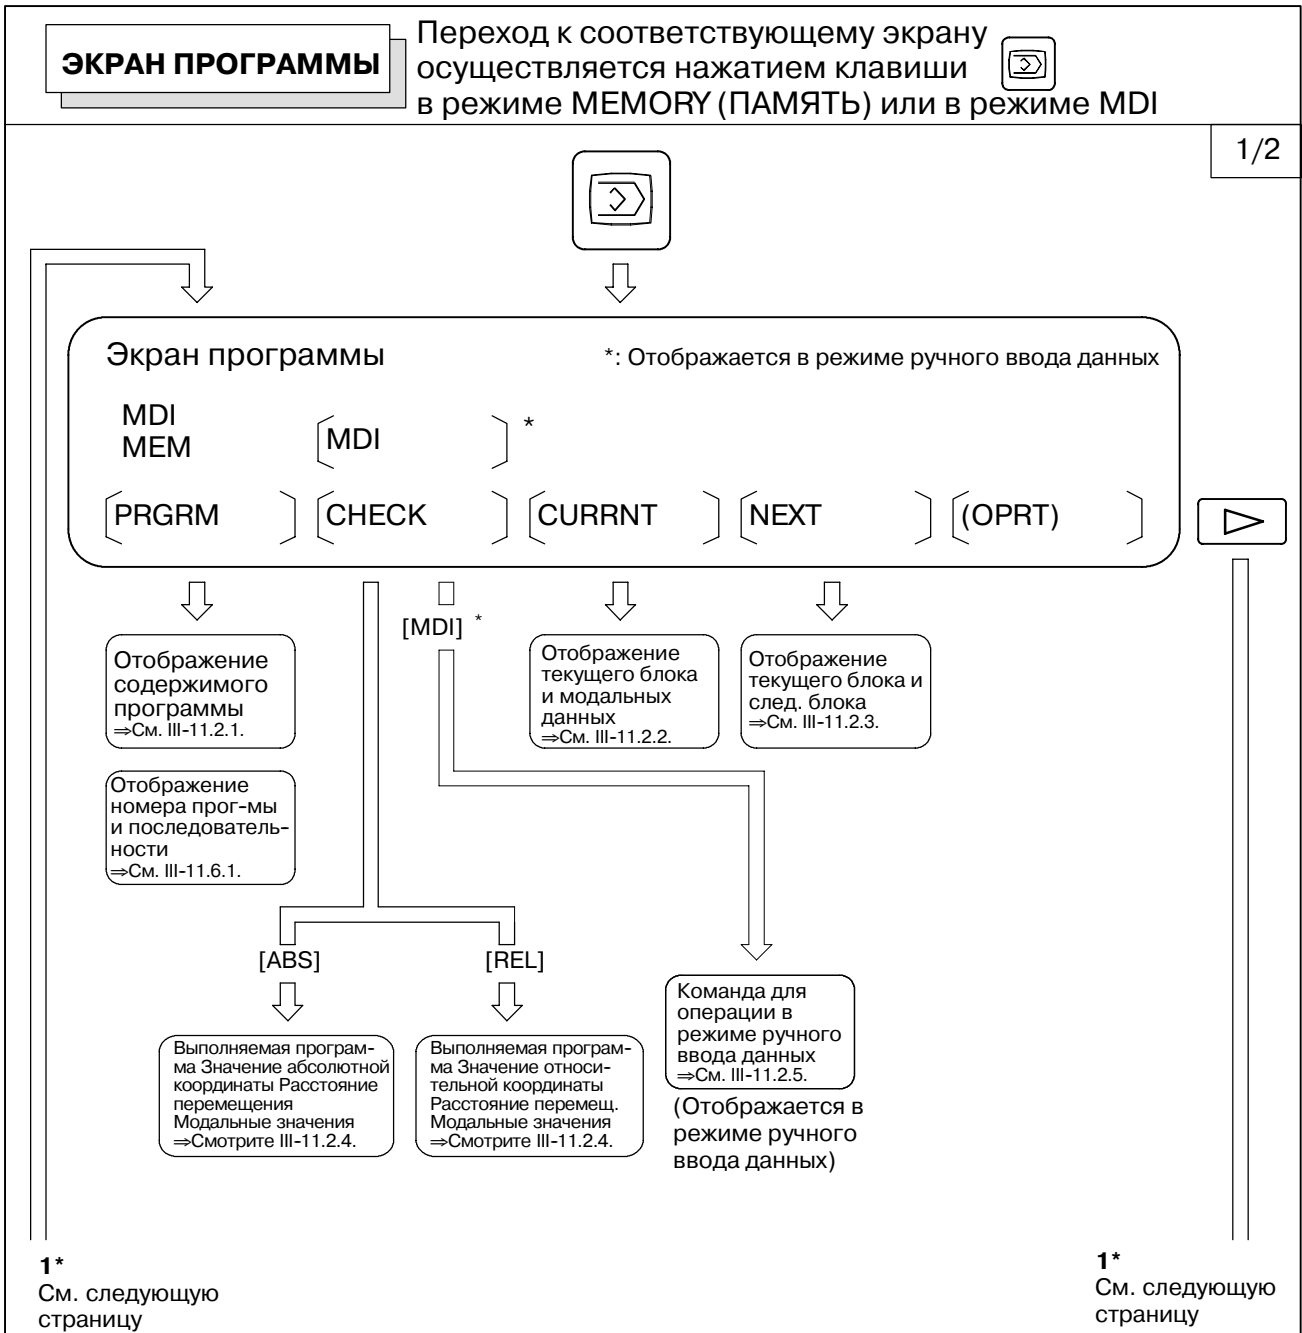 ЭКРАН ПРОГРАММЫ
Переход к соответствующему экрану
осуществляется нажатием клавиши
в режиме MEMORY (ПАМЯТЬ) или в режиме MDI
1/2
Экран программы
*: Отображается в режиме ручного ввода данных
MDI
MEM
MDI *
PRGRM
CHECK
CURRNT
NEXT
(OPRT)
[MDI] *
Отображение
содержимого
программы
⇒См. III-11.2.1.
Отображение
текущего блока
и модальных
данных
⇒См. III-11.2.2.
Отображение
текущего блока и
след. блока
⇒См. III-11.2.3.
Отображение
номера прог-мы
и последователь-
ности
⇒См. III-11.6.1.
[ABS]
[REL]
Выполняемая програм-
ма Значение абсолютной
координаты Расстояние
перемещения
Модальные значения
⇒Смотрите III-11.2.4.
Выполняемая програм-
ма Значение относи-
тельной координаты
Расстояние перемещ.
Модальные значения
⇒Смотрите III-11.2.4.
Команда для
операции в
режиме ручного
ввода данных
⇒См. III-11.2.5.
(Отображается в
режиме ручного
ввода данных)
1*
См. следующую
страницу
1*
См. следующую
страницу